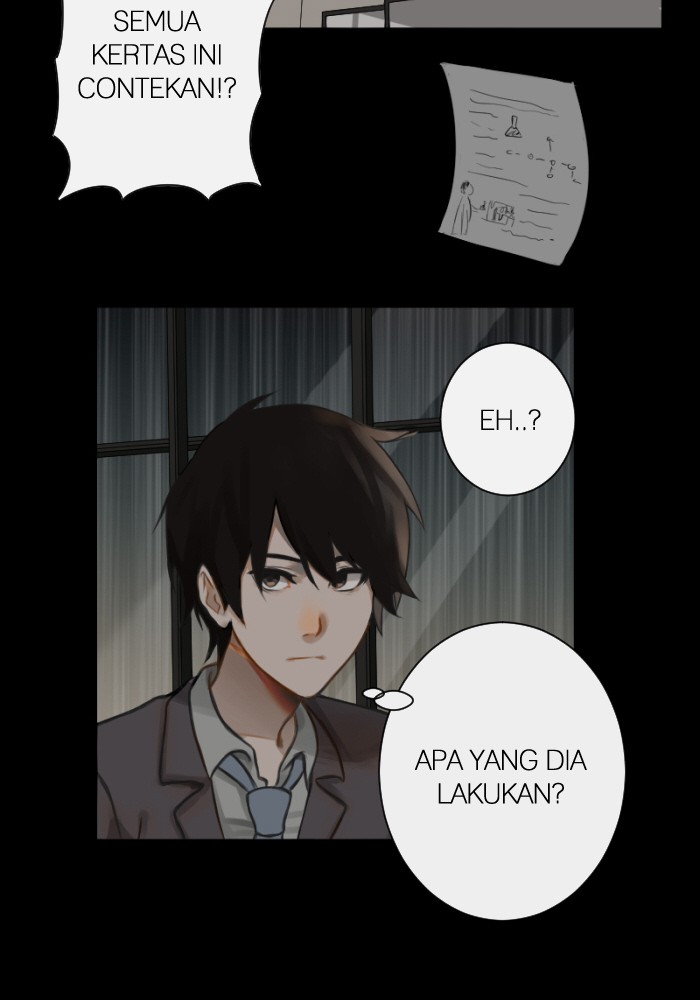 SEMUA
KERTAS INI
CONTEKAN!?
EH..?
APA YANG DIA
LAKUKAN?